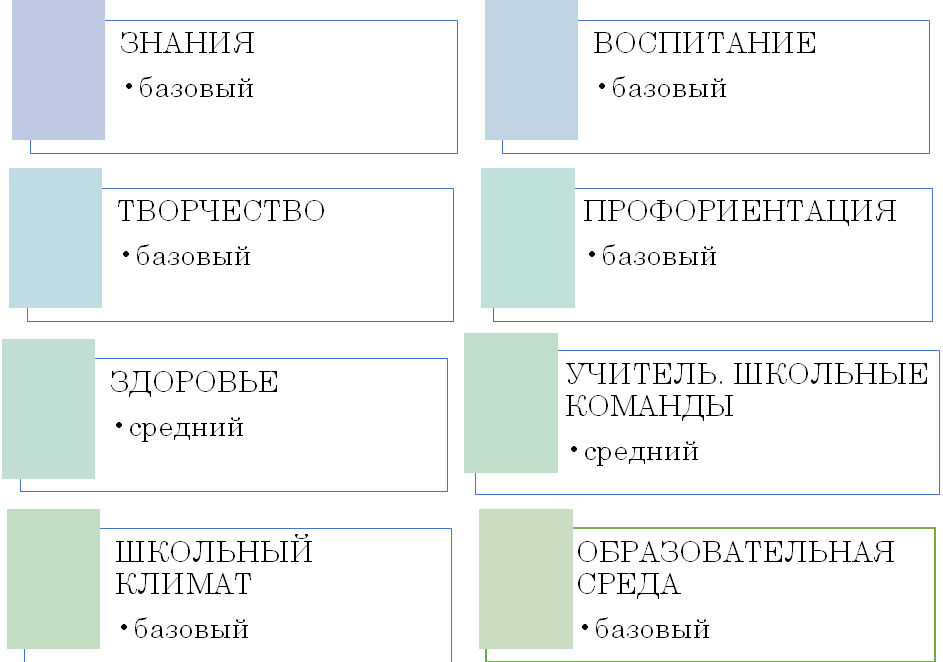 ЗНАНИЯ
• базовый
ВОСПИТАНИЕ
• базовый
ТВОРЧЕСТВО
• базовый
ПРОФОРИЕНТАЦИЯ
• базовый
ЗДОРОВЬЕ
• средний
УЧИТЕЛЬ. ШКОЛЬНЫЕ
КОМАНДЫ
• средний
ШКОЛЬНЫЙ
КЛИМАТ
• базовый
ОБРАЗОВАТЕЛЬНАЯ
СРЕДА
• базовый